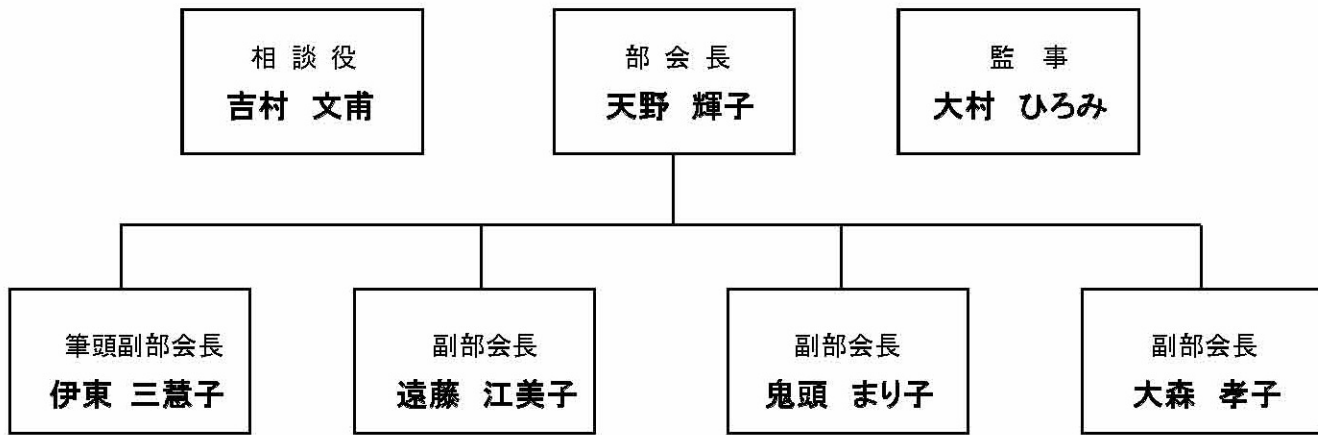 相 談 役
吉村 文甫
部 会 長
天野 輝子
監 事
大村 ひろみ
筆頭副部会長
伊東 三慧子
副部会長
遠藤 江美子
副部会長
鬼頭 まり子
副部会長
大森 孝子